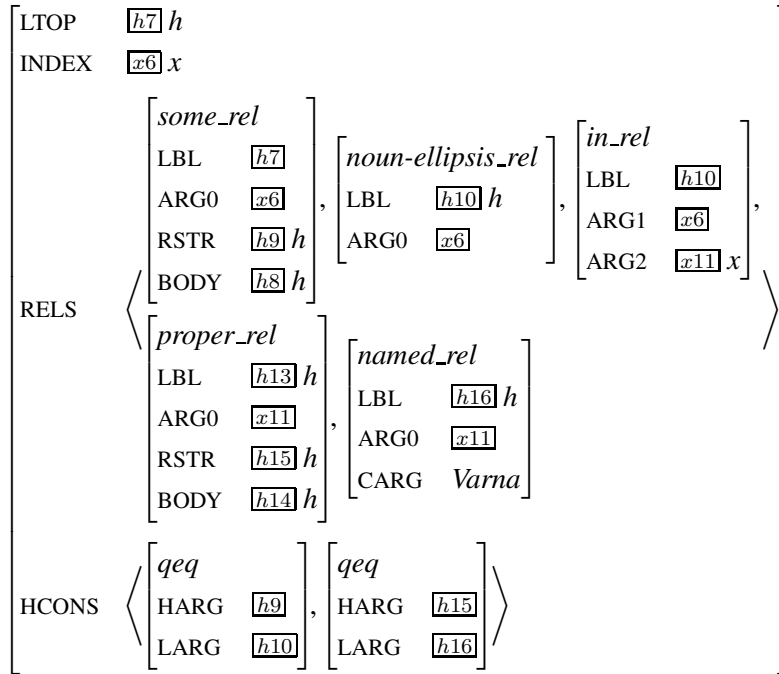 LTOP h7 h
INDEX x6 x
RELS
some_rel
LBL h7
ARG0 x6
RSTR h9 h
BODY h8 h
,
noun-ellipsis_rel
LBL h10 h
ARG0 x6
,
in_rel
LBL h10
ARG1 x6
ARG2 x11 x
,
proper_rel
LBL h13 h
ARG0 x11
RSTR h15 h
BODY h14 h
,
named_rel
LBL h16 h
ARG0 x11
CARG Varna
HCONS
qeq
HARG h9
LARG h10
,
qeq
HARG h15
LARG h16